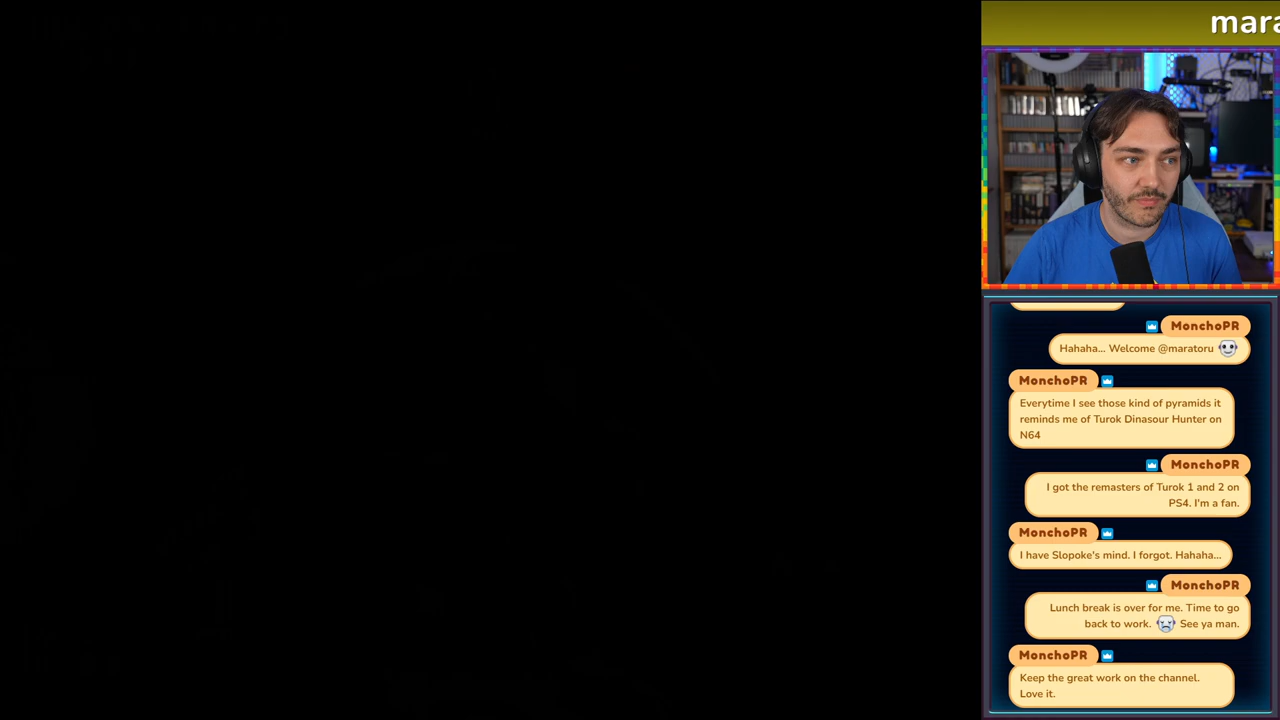 mara
MonchoPR
Hahaha... Welcome @maratoru
MonchoPR
Everytime I see those kind of pyramids it
reminds me of Turok Dinasour Hunter on
N64
MonchoPR
I got the remasters of Turok 1 and 2 on
PS4. I'm a fan.
MonchoPR
I have Slopoke's mind. I forgot. Hahaha...
MonchoPR
Lunch break is over for me. Time to go
back to work. See ya man.
MonchoPR
Keep the great work on the channel.
Love it.